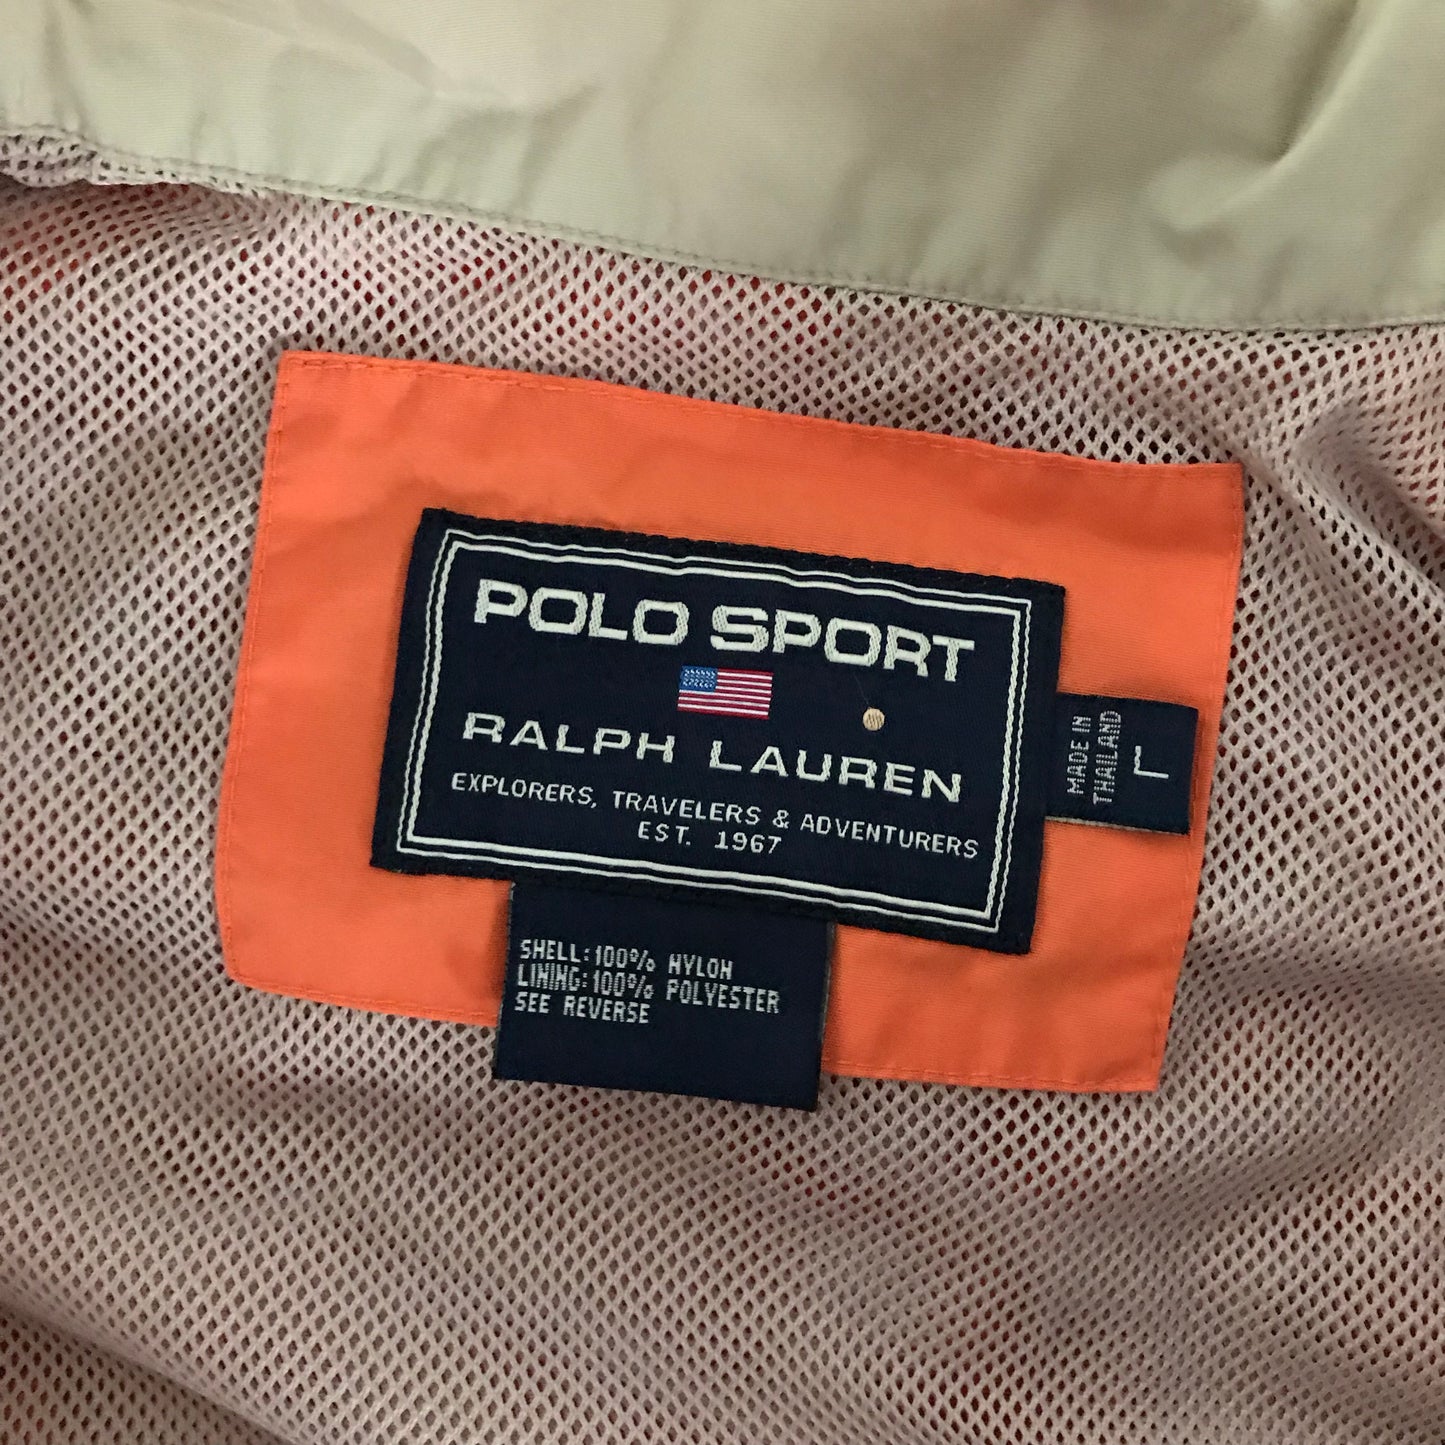 POLO SPORT
RALPH LAUREN
EXPLORERS, TRAVELERS & ADVENTURERS
EST. 1967
MADE IN
THAILAND
L
SHELL:100% NYLON
LINING:100% POLYESTER
SEE REVERSE